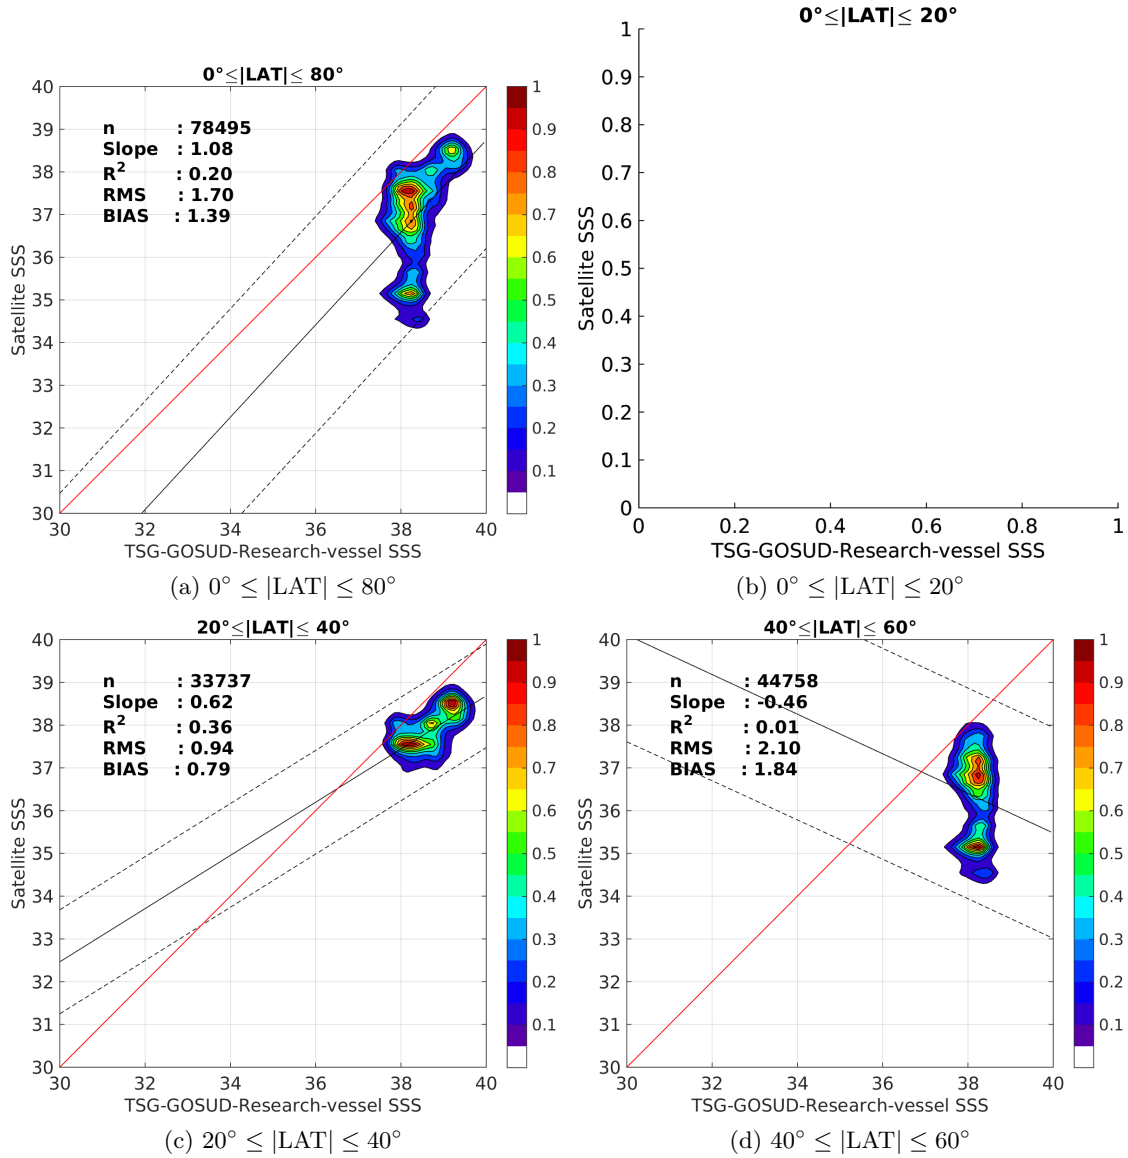 0°≤|LAT|≤ 80°
n : 78495
Slope : 1.08
R² : 0.20
RMS : 1.70
BIAS : 1.39
40
39
38
37
36
35
34
33
32
31
30
Satellite SSS
30 32 34 36 38 40
TSG-GOSUD-Research-vessel SSS
1
0.9
0.8
0.7
0.6
0.5
0.4
0.3
0.2
0.1
(a) 0° ≤ |LAT| ≤ 80°
0°≤|LAT|≤ 20°
1
0.9
0.8
0.7
0.6
0.5
0.4
0.3
0.2
0.1
0
Satellite SSS
0 0.2 0.4 0.6 0.8 1
TSG-GOSUD-Research-vessel SSS
(b) 0° ≤ |LAT| ≤ 20°
20°≤|LAT|≤ 40°
n : 33737
Slope : 0.62
R² : 0.36
RMS : 0.94
BIAS : 0.79
40
39
38
37
36
35
34
33
32
31
30
Satellite SSS
30 32 34 36 38 40
TSG-GOSUD-Research-vessel SSS
1
0.9
0.8
0.7
0.6
0.5
0.4
0.3
0.2
0.1
(c) 20° ≤ |LAT| ≤ 40°
40°≤|LAT|≤ 60°
n : 44758
Slope : -0.46
R² : 0.01
RMS : 2.10
BIAS : 1.84
40
39
38
37
36
35
34
33
32
31
30
Satellite SSS
30 32 34 36 38 40
TSG-GOSUD-Research-vessel SSS
1
0.9
0.8
0.7
0.6
0.5
0.4
0.3
0.2
0.1
(d) 40° ≤ |LAT| ≤ 60°